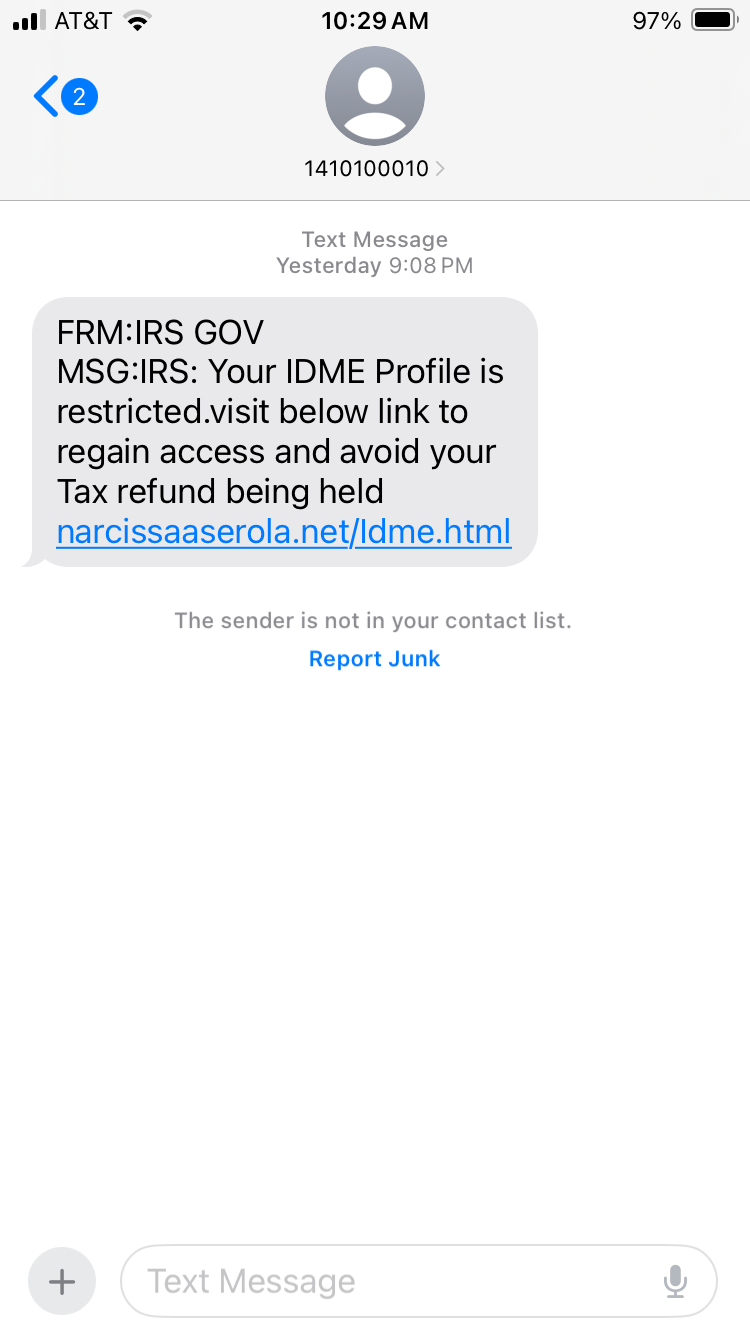 AT&T 10:29 AM 97%
2
1410100010
Text Message
Yesterday 9:08 PM
FRM:IRS GOV
MSG:IRS: Your IDME Profile is
restricted.visit below link to
regain access and avoid your
Tax refund being held
narcissaaserola.net/Idme.html
The sender is not in your contact list.
Report Junk
Text Message